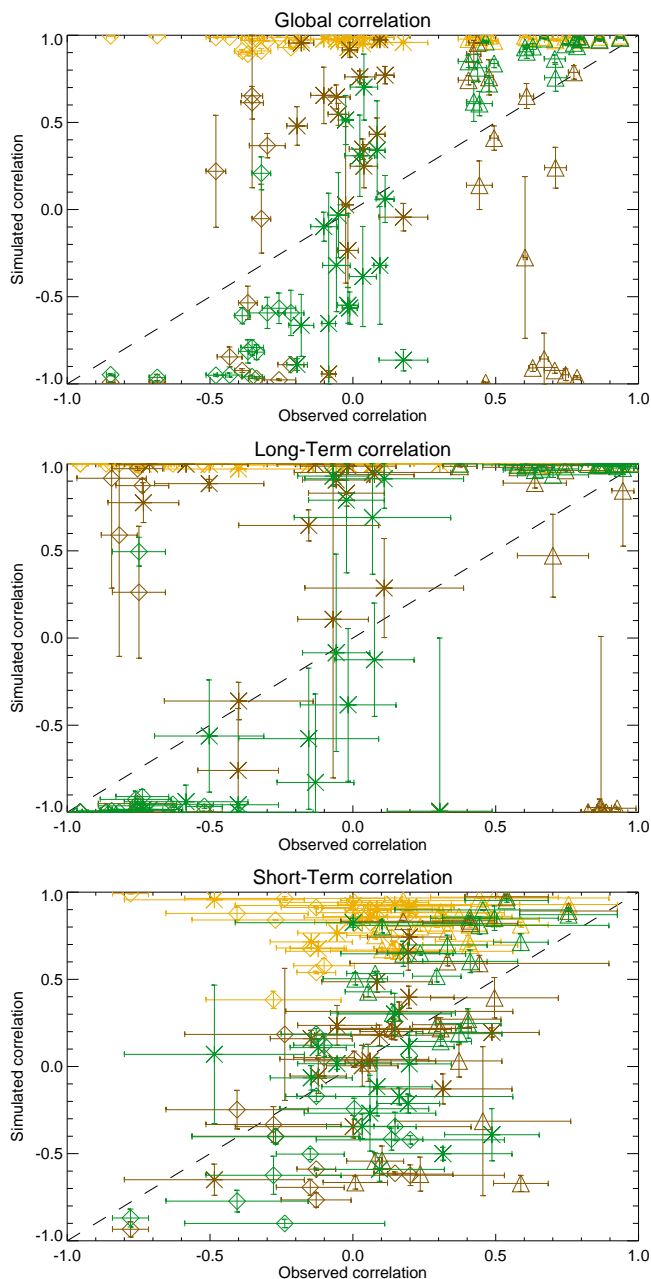 Global correlation
1.0
0.5
0.0
-0.5
-1.0
Simulated correlation
-1.0 -0.5 0.0 0.5 1.0
Observed correlation
Long-Term correlation
1.0
0.5
0.0
-0.5
-1.0
Simulated correlation
-1.0 -0.5 0.0 0.5 1.0
Observed correlation
Short-Term correlation
1.0
0.5
0.0
-0.5
-1.0
Simulated correlation
-1.0 -0.5 0.0 0.5 1.0
Observed correlation